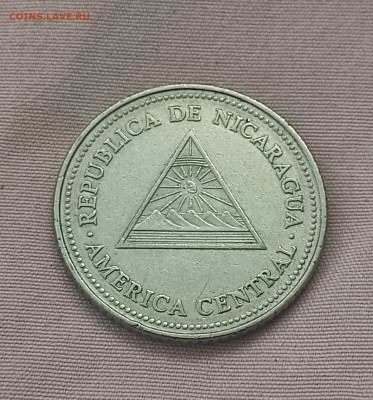 COINS.LAVE.RU
· REPUBLICA DE NICARAGUA ·
AMERICA CENTRAL